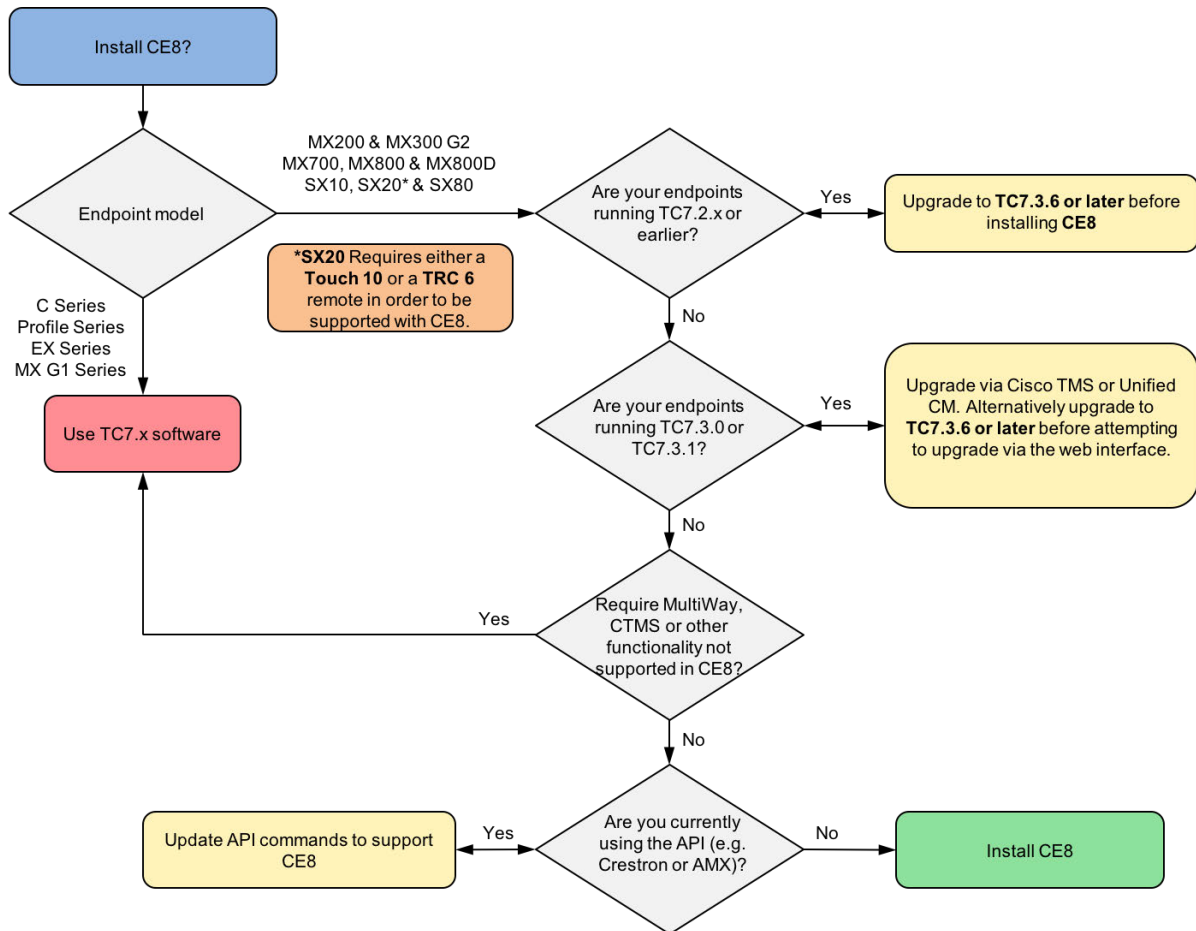 Install CE8?
MX200 & MX300 G2
MX700, MX800 & MX800D
SX10, SX20* & SX80
Endpoint model
Are your endpoints
running TC7.2.x or
earlier?
Yes
Upgrade to TC7.3.6 or later before
installing CE8
*SX20 Requires either a
Touch 10 or a TRC 6
remote in order to be
supported with CE8.
C Series
Profile Series
EX Series
MX G1 Series
No
Use TC7.x software
Are your endpoints
running TC7.3.0 or
TC7.3.1?
Yes
Upgrade via Cisco TMS or Unified
CM. Alternatively upgrade to
TC7.3.6 or later before attempting
to upgrade via the web interface.
No
Yes
Require MultiWay,
CTMS or other
functionality not
supported in CE8?
No
Update API commands to support
CE8
Yes
Are you currently
using the API (e.g.
Crestron or AMX)?
No
Install CE8